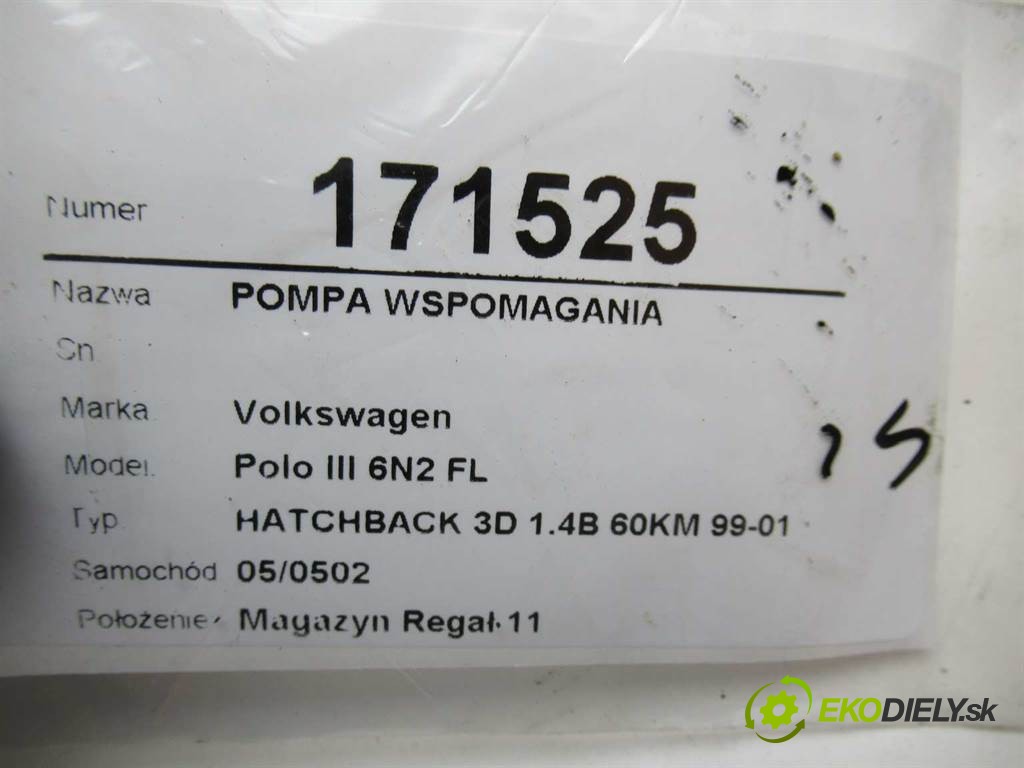 Numer 171525
Nazwa POMPA WSPOMAGANIA
Cn
Marka Volkswagen
Model. Polo III 6N2 FL
Typ HATCHBACK 3D 1.4B 60KM 99-01
Samochód 05/0502
Położenie Magazyn Regał 11
EKODIELY.sk